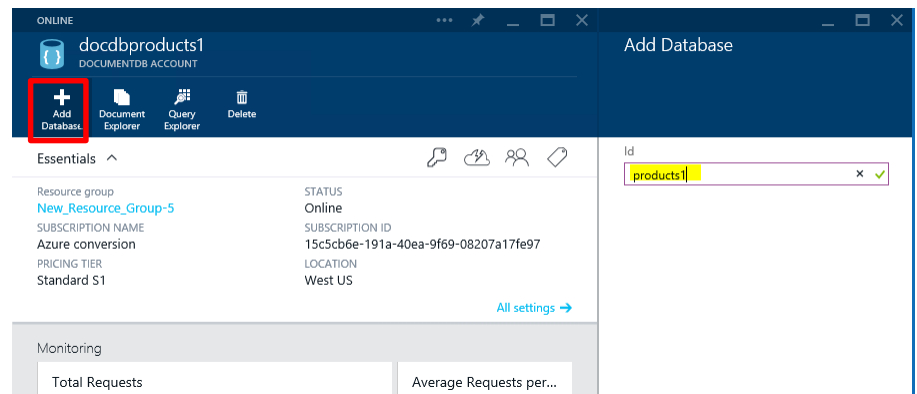 ONLINE
docdbproducts1
DOCUMENTDB ACCOUNT
Add Database
Document Explorer
Query Explorer
Delete
Essentials
Resource group
New_Resource_Group-5
STATUS
Online
SUBSCRIPTION NAME
Azure conversion
SUBSCRIPTION ID
15c5cb6e-191a-40ea-9f69-08207a17fe97
PRICING TIER
Standard S1
LOCATION
West US
All settings
Monitoring
Total Requests
Average Requests per...
Add Database
Id
products1